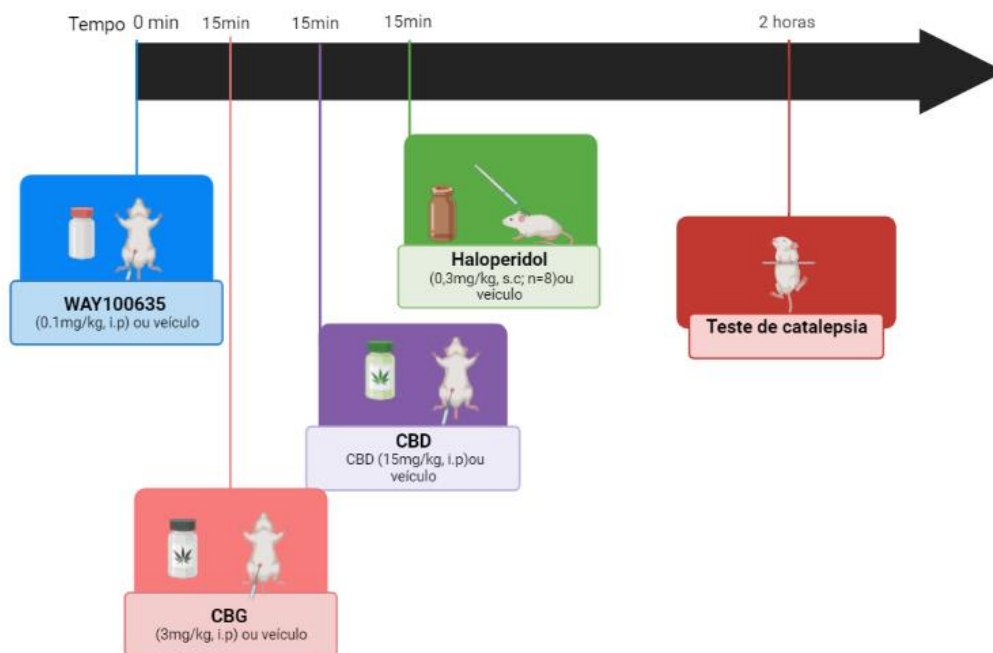 Tempo 0 min 15min 15min 15min 2 horas
WAY100635
(0.1mg/kg, i.p) ou veículo
CBG
(3mg/kg, i.p) ou veículo
CBD
CBD (15mg/kg, i.p)ou
veículo
Haloperidol
(0,3mg/kg, s.c; n=8)ou
veículo
Teste de catalepsia